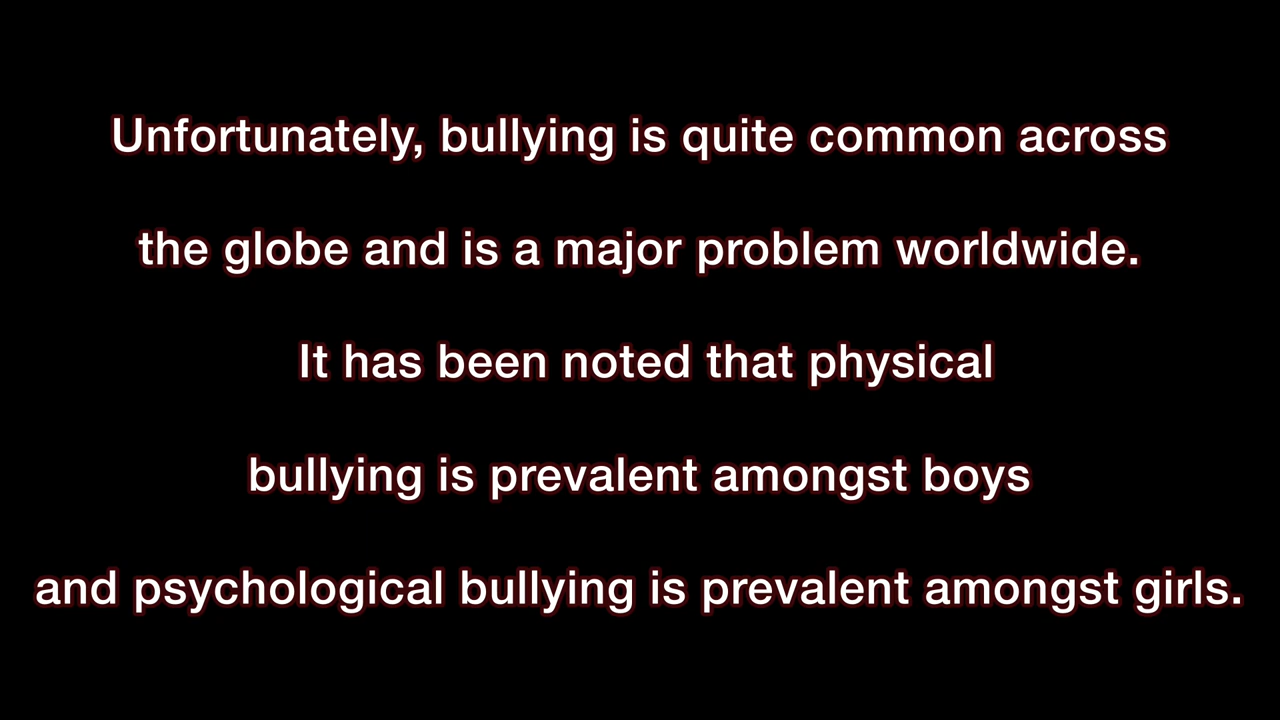 Unfortunately, bullying is quite common across
the globe and is a major problem worldwide.
It has been noted that physical
bullying is prevalent amongst boys
and psychological bullying is prevalent amongst girls.